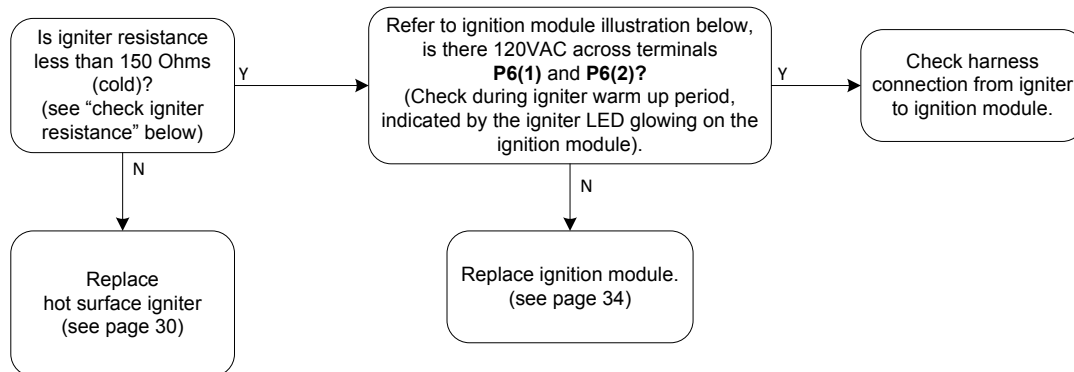 Is igniter resistance
less than 150 Ohms
(cold)?
(see “check igniter
resistance” below)
Y
N
Replace
hot surface igniter
(see page 30)
Refer to ignition module illustration below,
is there 120VAC across terminals
P6(1) and P6(2)?
(Check during igniter warm up period,
indicated by the igniter LED glowing on the
ignition module).
Y
N
Replace ignition module.
(see page 34)
Check harness
connection from igniter
to ignition module.